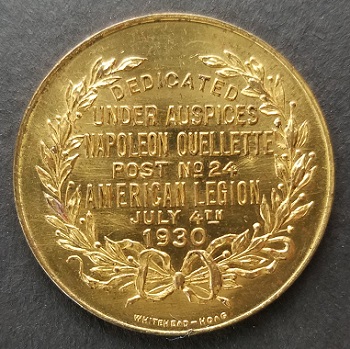 DEDICATED
UNDER AUSPICES
NAPOLEON OUELLETTE
POST No 24
AMERICAN LEGION
JULY 4TH
1930
WHITEHEAD-HOAG